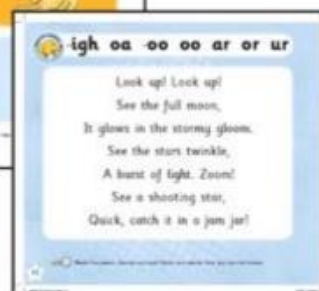 igh oa oo oo ar or ur
Look up! Look up!
See the full moon,
It glows in the stormy gloom.
See the stars twinkle,
A burst of light. Zoom!
See a shooting star,
Quick, catch it in a jam jar!